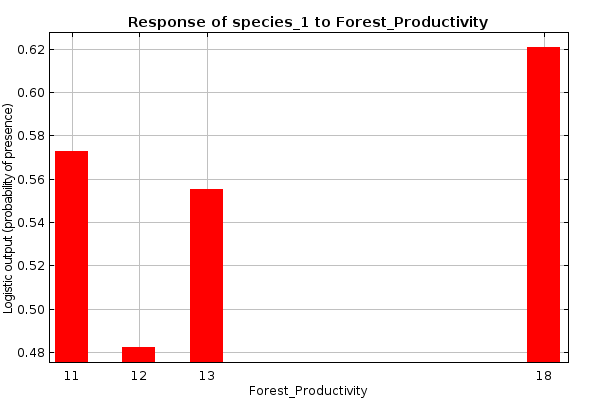 Response of species_1 to Forest_Productivity
Logistic output (probability of presence)
0.62
0.60
0.58
0.56
0.54
0.52
0.50
0.48
11 12 13 18
Forest_Productivity